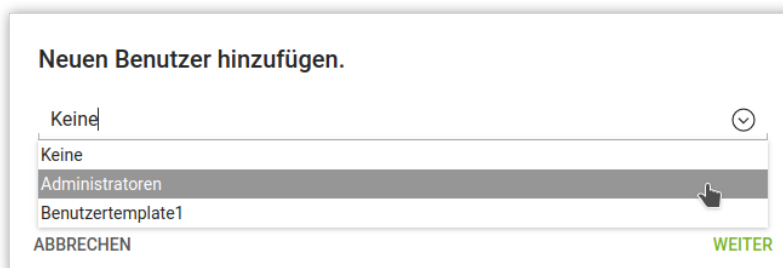 Neuen Benutzer hinzufügen.
Keine
Keine
Administratoren
Benutzertemplate1
ABBRECHEN WEITER